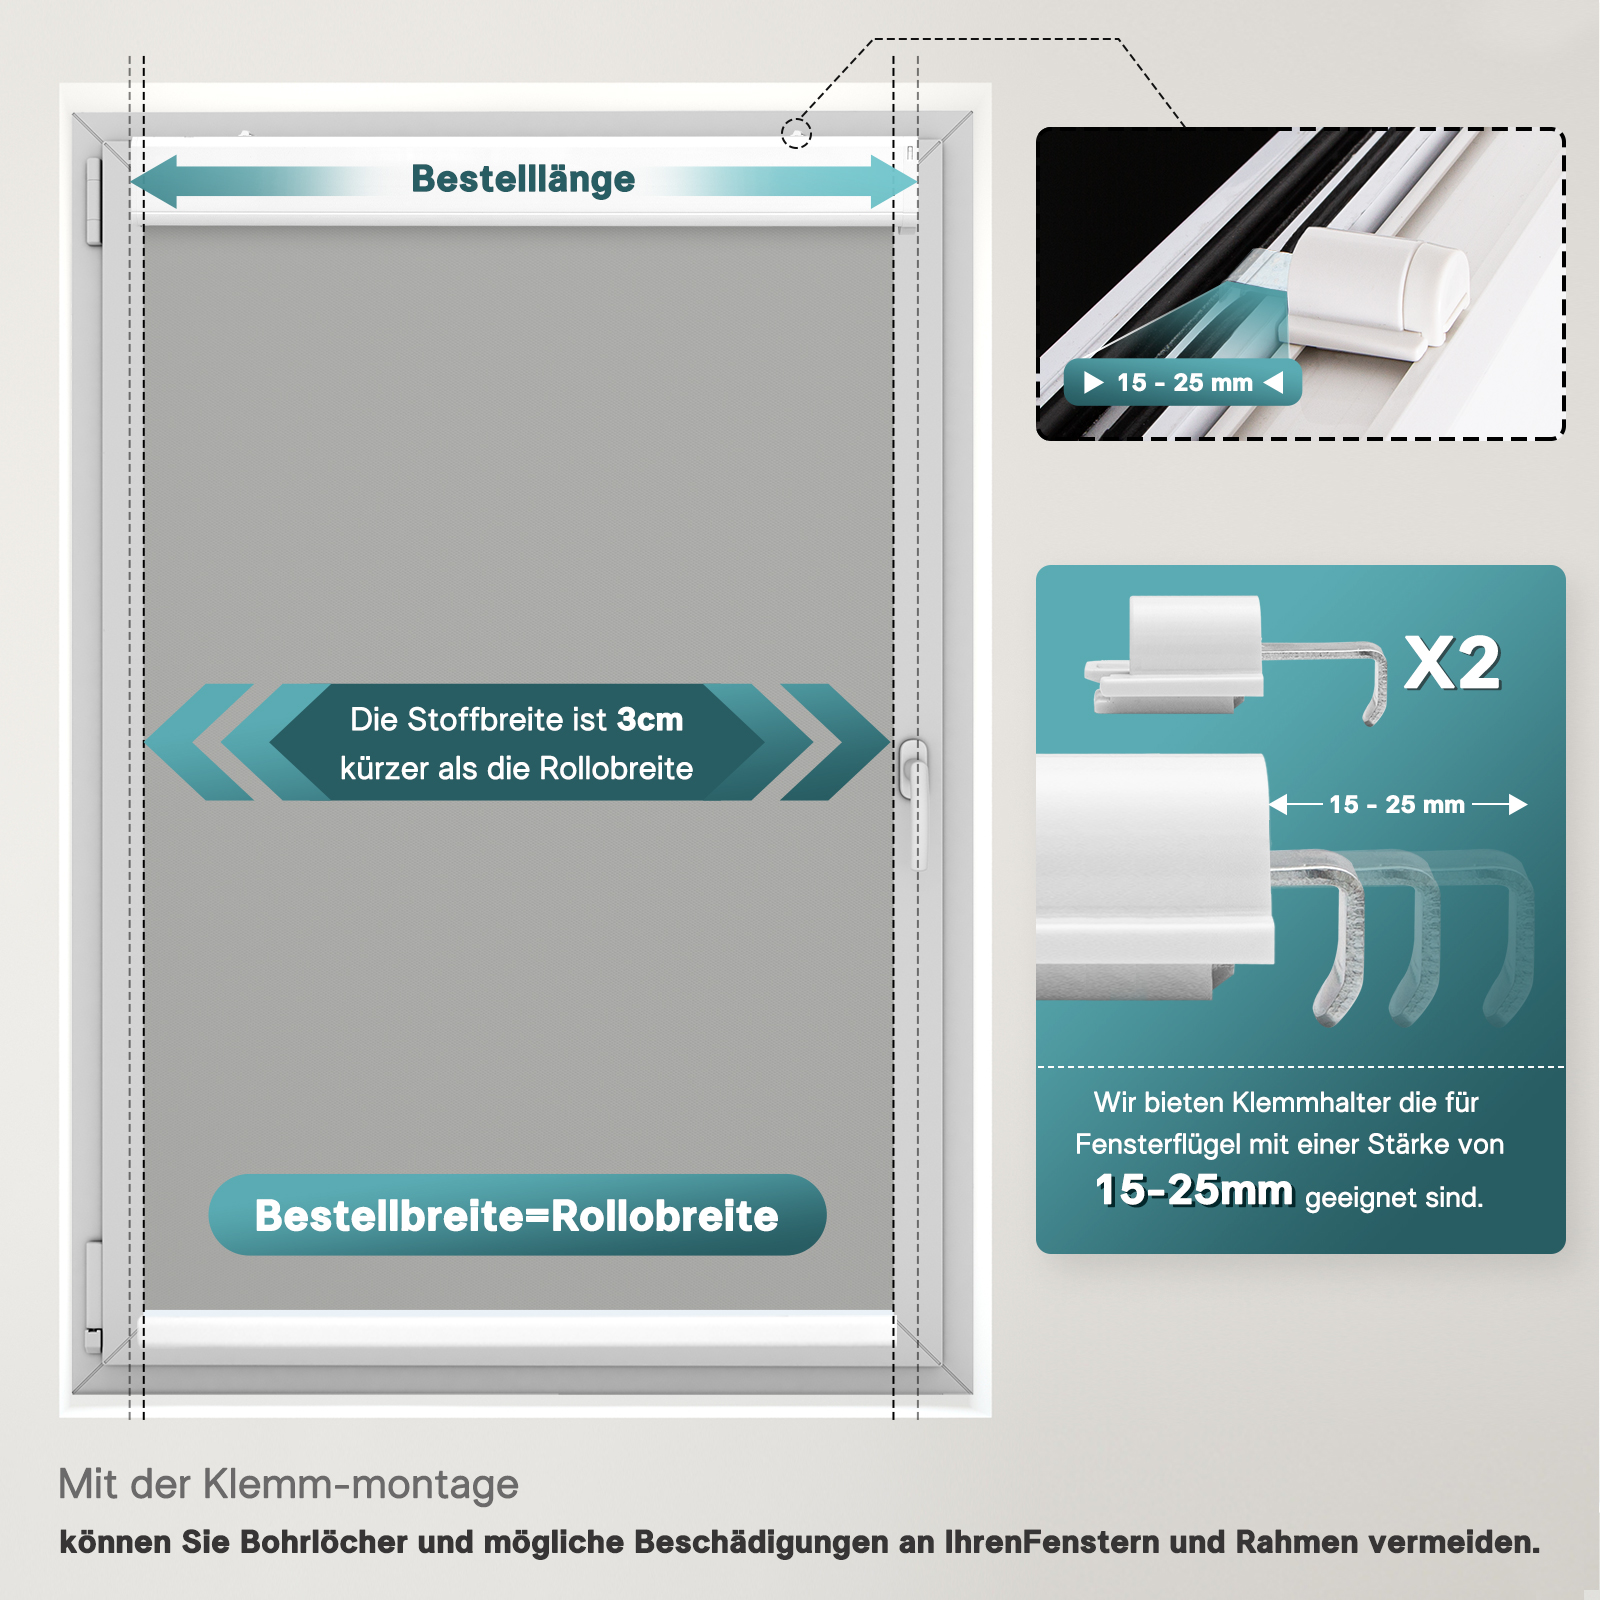 Bestelllänge
15 - 25 mm
Die Stoffbreite ist 3cm
kürzer als die Rollobreite
X2
15 - 25 mm
Wir bieten Klemmhalter die für
Fensterflügel mit einer Stärke von
15-25mm geeignet sind.
Bestellbreite=Rollobreite
Mit der Klemm-montage
können Sie Bohrlöcher und mögliche Beschädigungen an IhrenFenstern und Rahmen vermeiden.